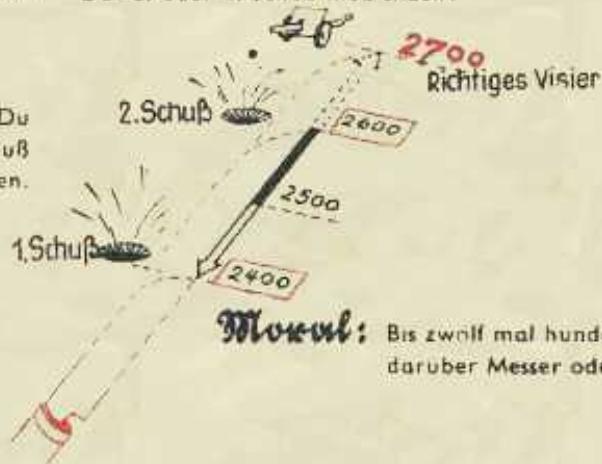 2700
Richtiges Visier
Du
2. Schuß
2600
uß
en.
2500
1. Schuß
2400
Moral: Bis zwölf mal hund
darüber Messer ode